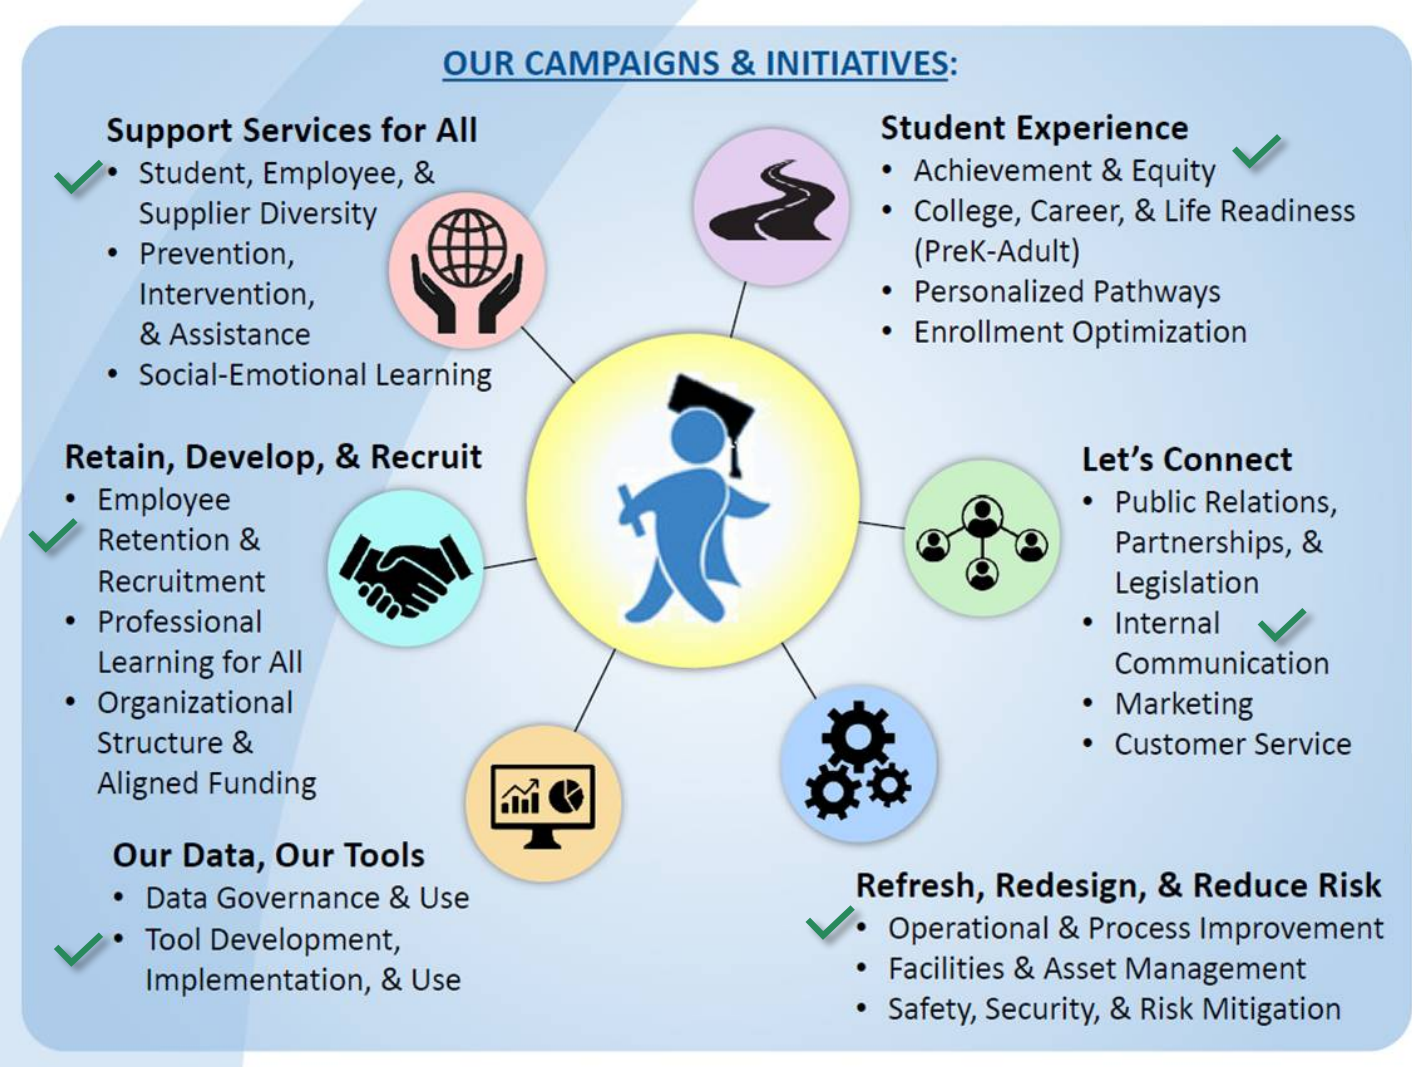 OUR CAMPAIGNS & INITIATIVES:
Support Services for All
• Student, Employee, &
Supplier Diversity
• Prevention,
Intervention,
& Assistance
• Social-Emotional Learning
Student Experience
• Achievement & Equity
• College, Career, & Life Readiness
(PreK-Adult)
• Personalized Pathways
• Enrollment Optimization
Retain, Develop, & Recruit
• Employee
Retention &
Recruitment
• Professional
Learning for All
• Organizational
Structure &
Aligned Funding
Let’s Connect
• Public Relations,
Partnerships, &
Legislation
• Internal
Communication
• Marketing
• Customer Service
Our Data, Our Tools
• Data Governance & Use
• Tool Development,
Implementation, & Use
Refresh, Redesign, & Reduce Risk
• Operational & Process Improvement
• Facilities & Asset Management
• Safety, Security, & Risk Mitigation